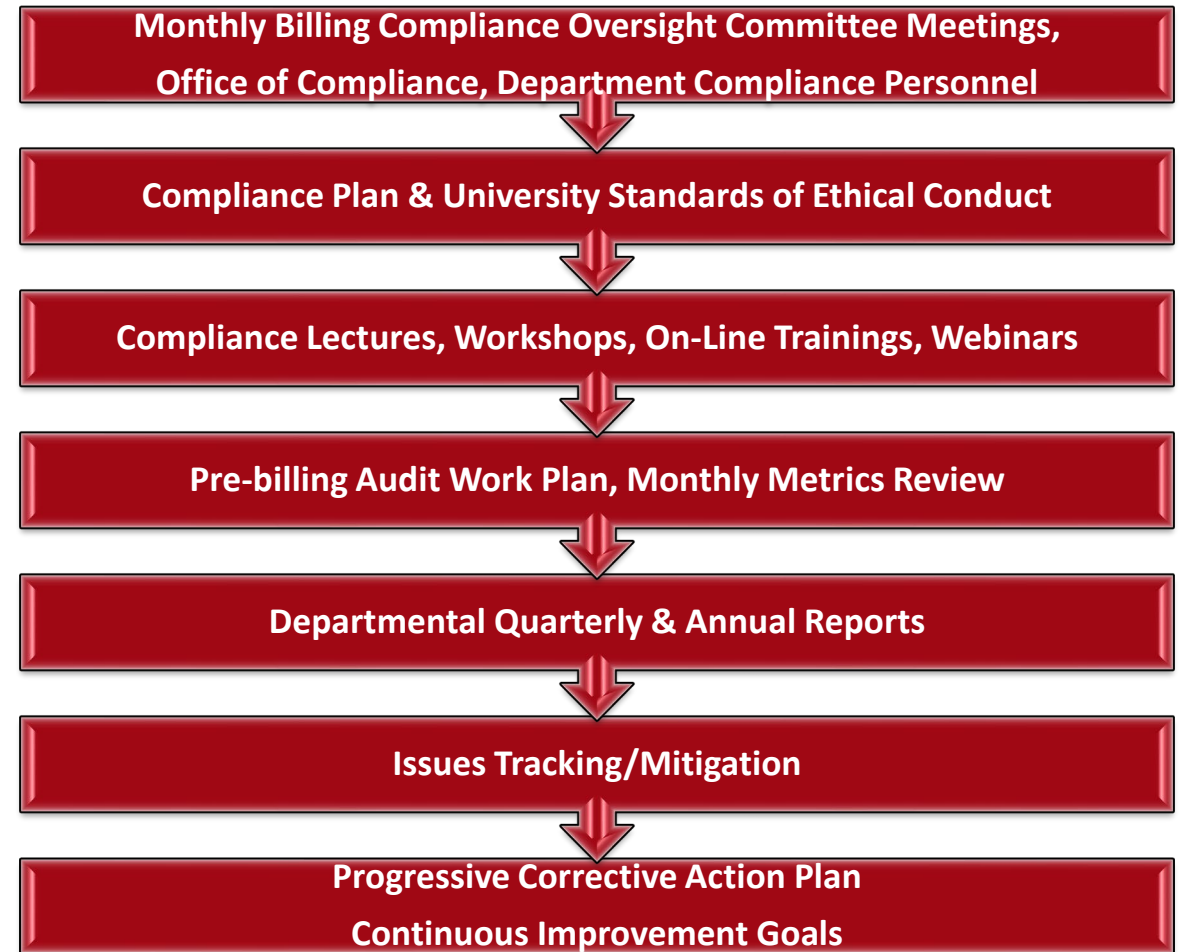 Monthly Billing Compliance Oversight Committee Meetings,
Office of Compliance, Department Compliance Personnel
Compliance Plan & University Standards of Ethical Conduct
Compliance Lectures, Workshops, On-Line Trainings, Webinars
Pre-billing Audit Work Plan, Monthly Metrics Review
Departmental Quarterly & Annual Reports
Issues Tracking/Mitigation
Progressive Corrective Action Plan
Continuous Improvement Goals